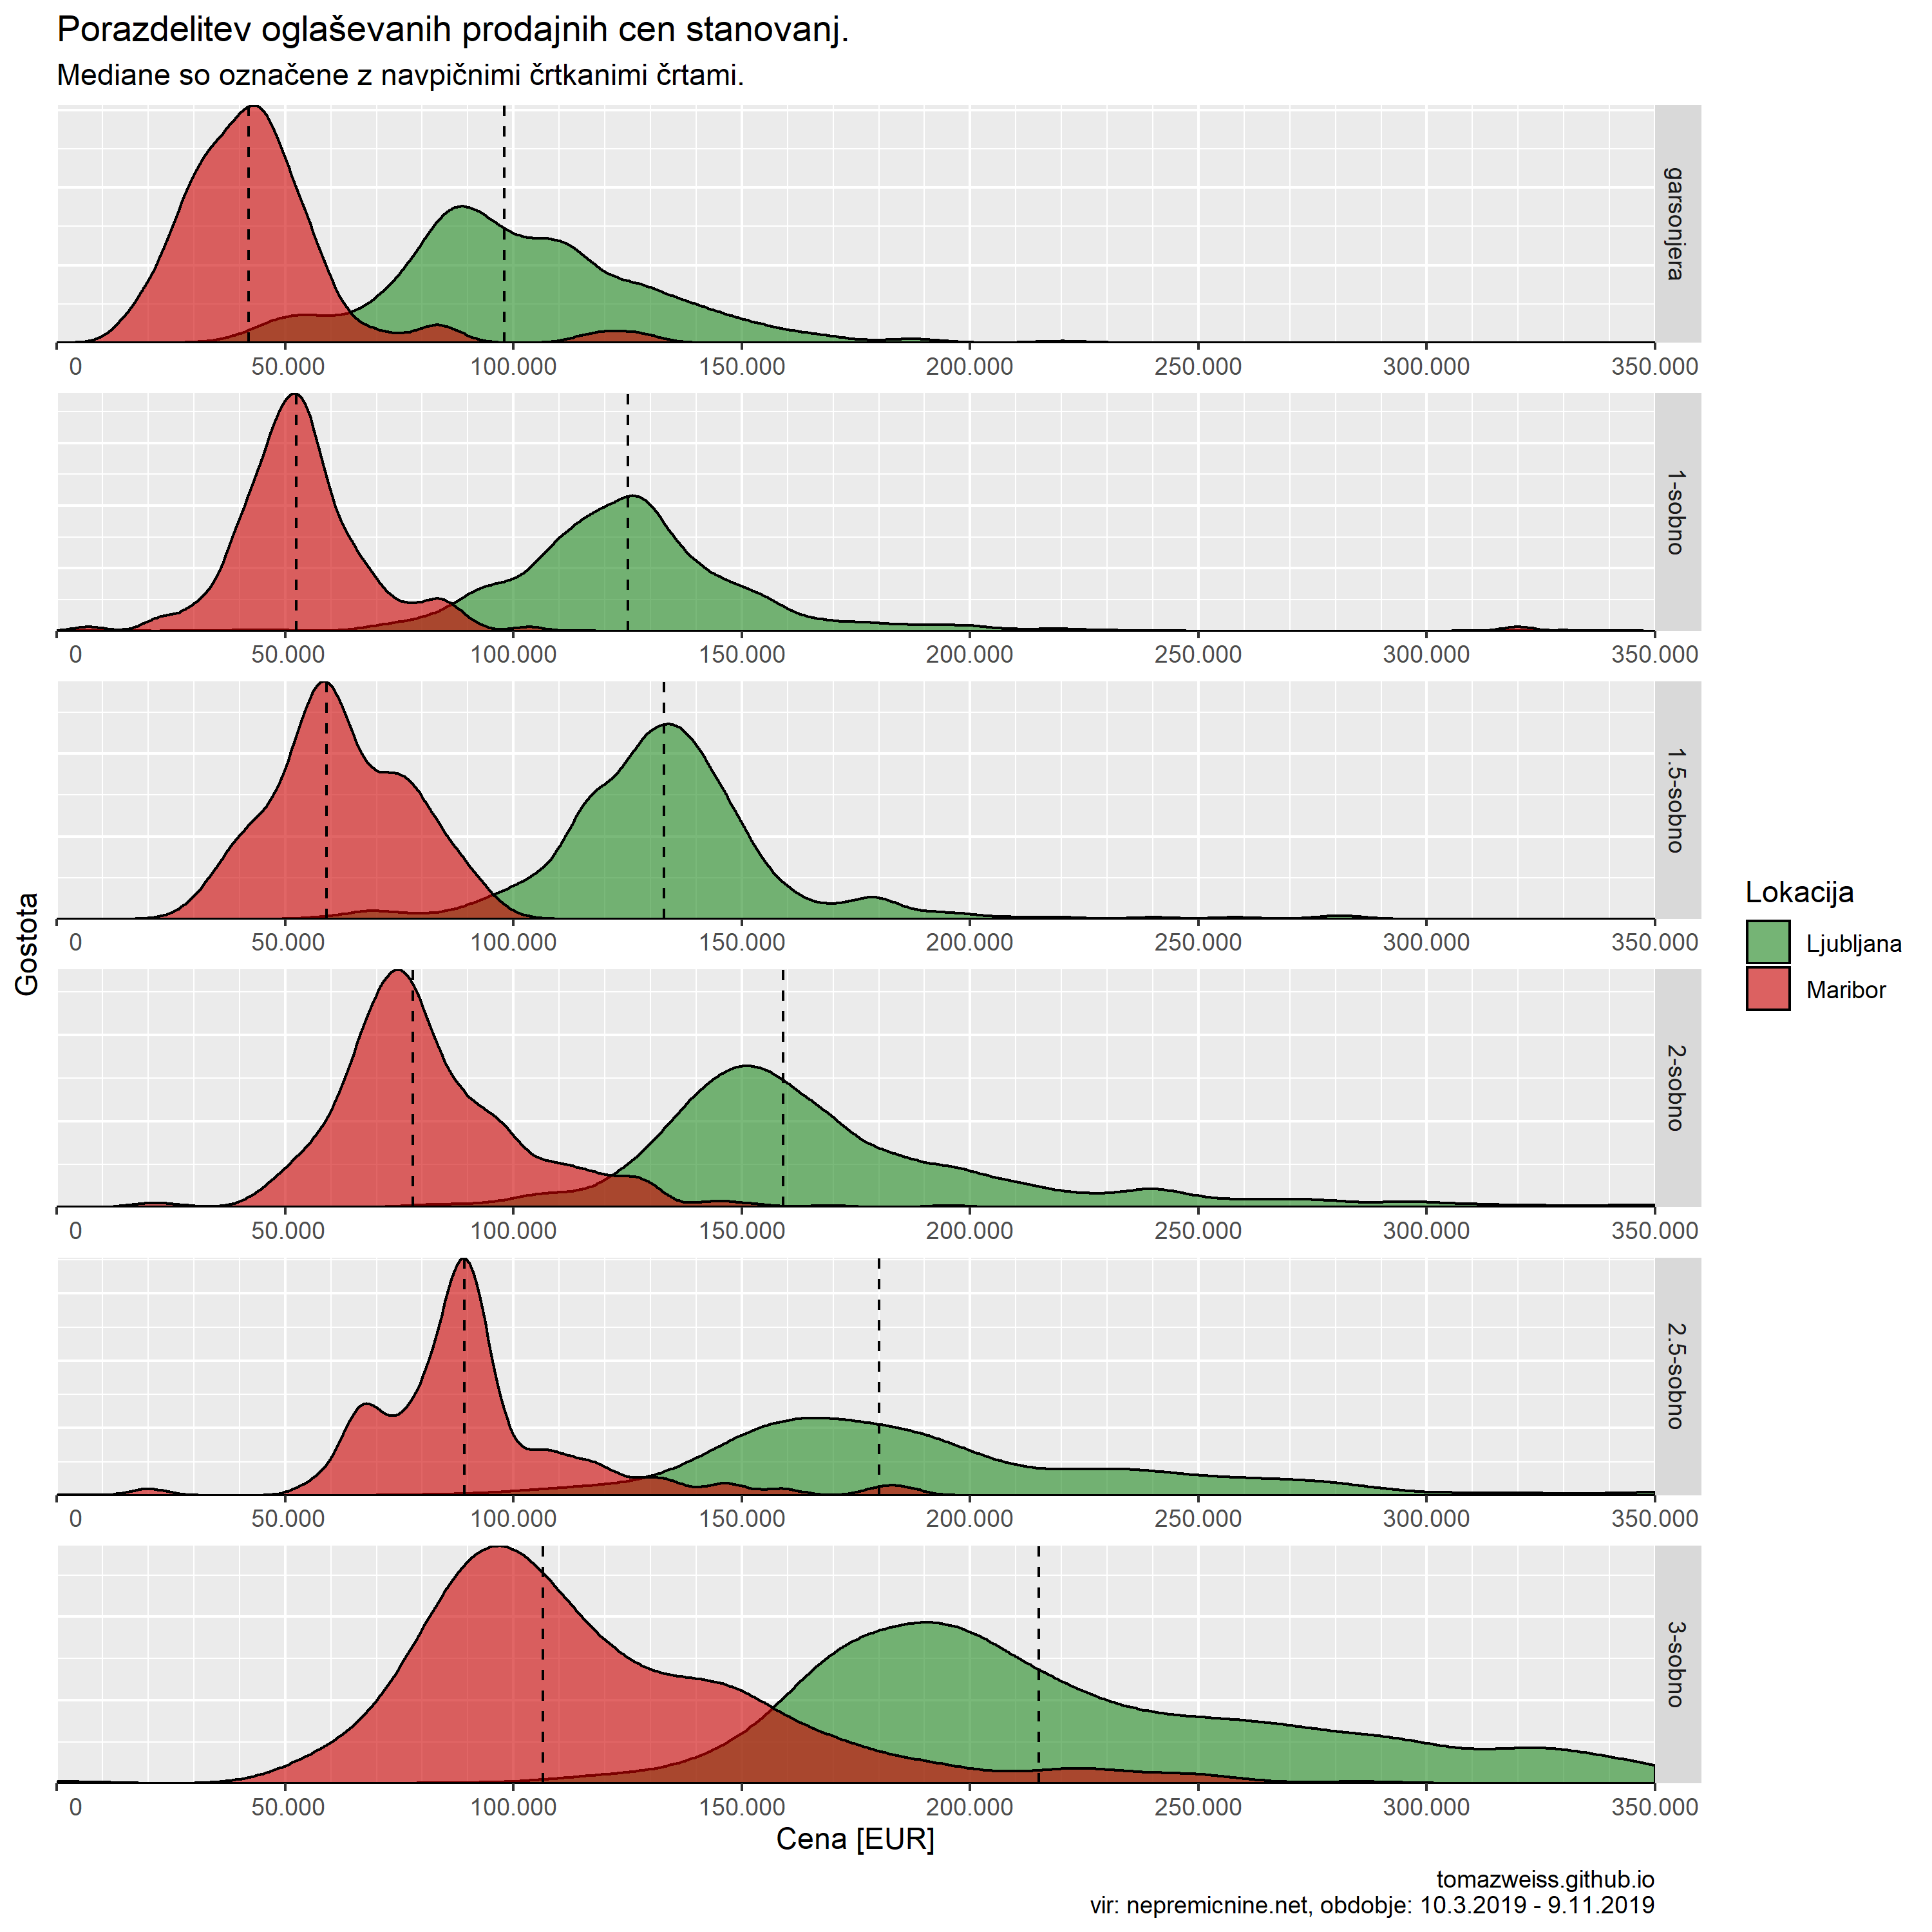 Porazdelitev oglaševanih prodajnih cen stanovanj.
Mediane so označene z navpičnimi črtkanimi črtami.
garsonjera
0 50.000 100.000 150.000 200.000 250.000 300.000 350.000
1-sobno
0 50.000 100.000 150.000 200.000 250.000 300.000 350.000
1.5-sobno
0 50.000 100.000 150.000 200.000 250.000 300.000 350.000
Gostota
Lokacija
Ljubljana
Maribor
2-sobno
0 50.000 100.000 150.000 200.000 250.000 300.000 350.000
2.5-sobno
0 50.000 100.000 150.000 200.000 250.000 300.000 350.000
3-sobno
0 50.000 100.000 150.000 200.000 250.000 300.000 350.000
Cena [EUR]
tomazweiss.github.io
vir: nepremicnine.net, obdobje: 10.3.2019 - 9.11.2019